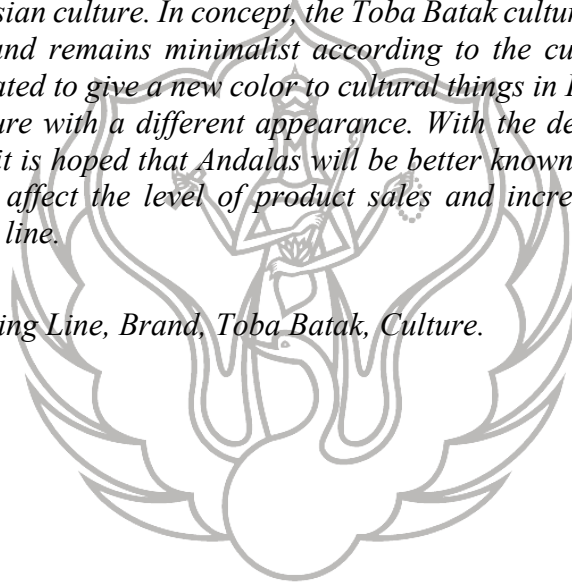 sian culture. In concept, the Toba Batak cultur
and remains minimalist according to the cu
ated to give a new color to cultural things in I
ure with a different appearance. With the de
it is hoped that Andalas will be better known
affect the level of product sales and incre
line.
ing Line, Brand, Toba Batak, Culture.